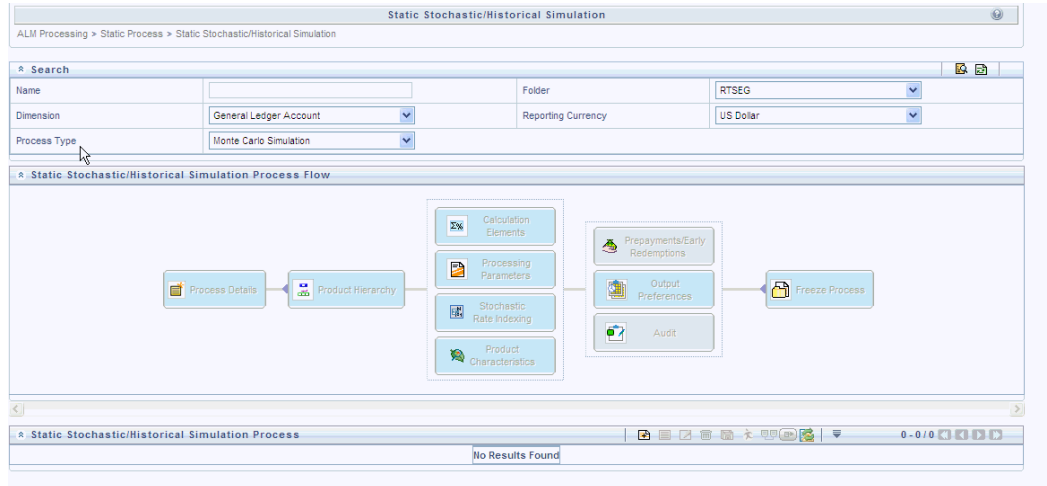 Static Stochastic/Historical Simulation
ALM Processing > Static Process > Static Stochastic/Historical Simulation
Search
Name
Folder
RTSEG
Dimension
General Ledger Account
Reporting Currency
US Dollar
Process Type
Monte Carlo Simulation
Static Stochastic/Historical Simulation Process Flow
Process Details
Product Hierarchy
Calculation
Elements
Processing
Parameters
Stochastic
Rate Indexing
Product
Characteristics
Prepayments/Early
Redemptions
Output
Preferences
Audit
Freeze Process
Static Stochastic/Historical Simulation Process
0 - 0 / 0
No Results Found